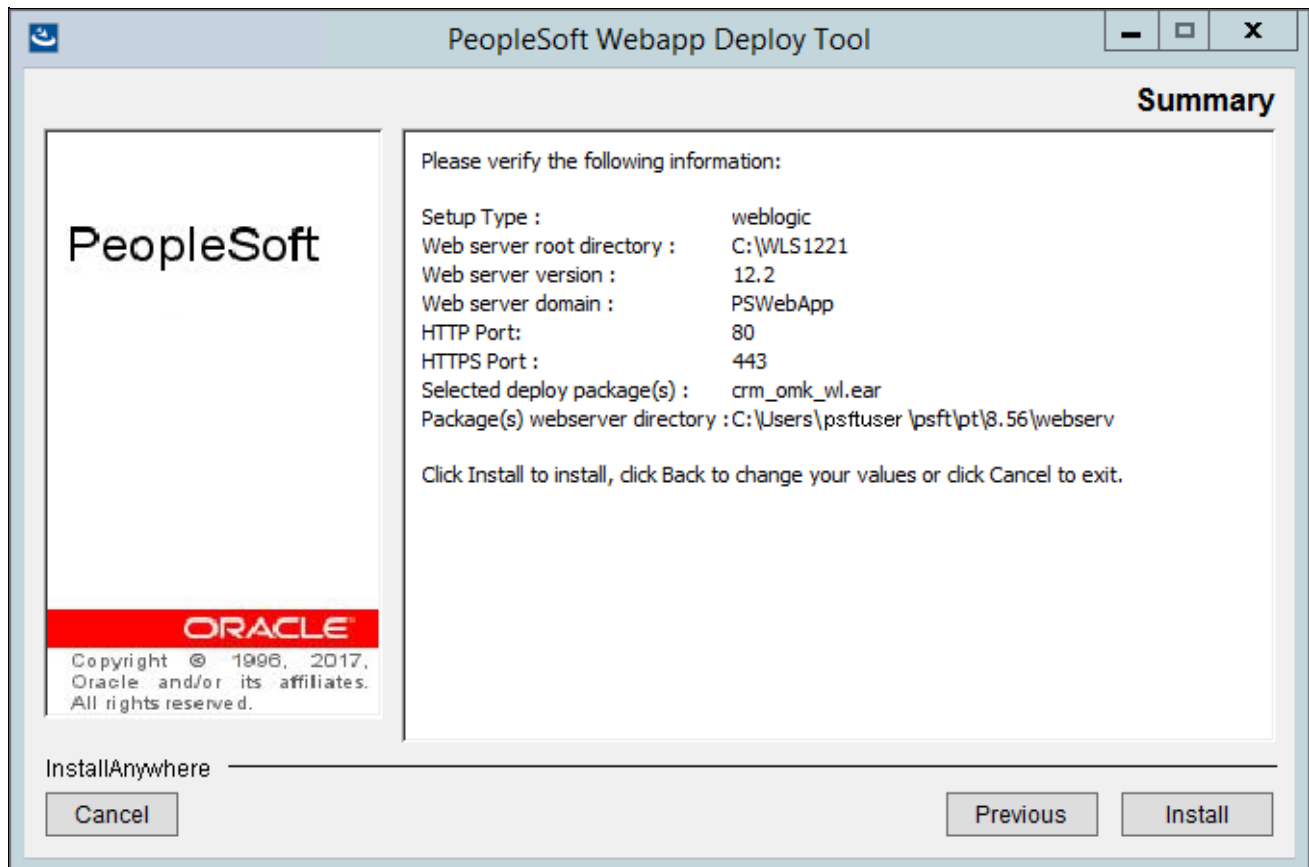 PeopleSoft Webapp Deploy Tool
Summary
PeopleSoft
ORACLE
Copyright © 1996, 2017,
Oracle and/or its affiliates.
All rights reserved.
Please verify the following information:
Setup Type : weblogic
Web server root directory : C:\WLS1221
Web server version : 12.2
Web server domain : PSWebApp
HTTP Port: 80
HTTPS Port : 443
Selected deploy package(s) : crm_omk_wl.ear
Package(s) webserver directory :C:\Users\psftuser \psft\pt\8.56\webserv
Click Install to install, click Back to change your values or click Cancel to exit.
InstallAnywhere
Cancel
Previous
Install